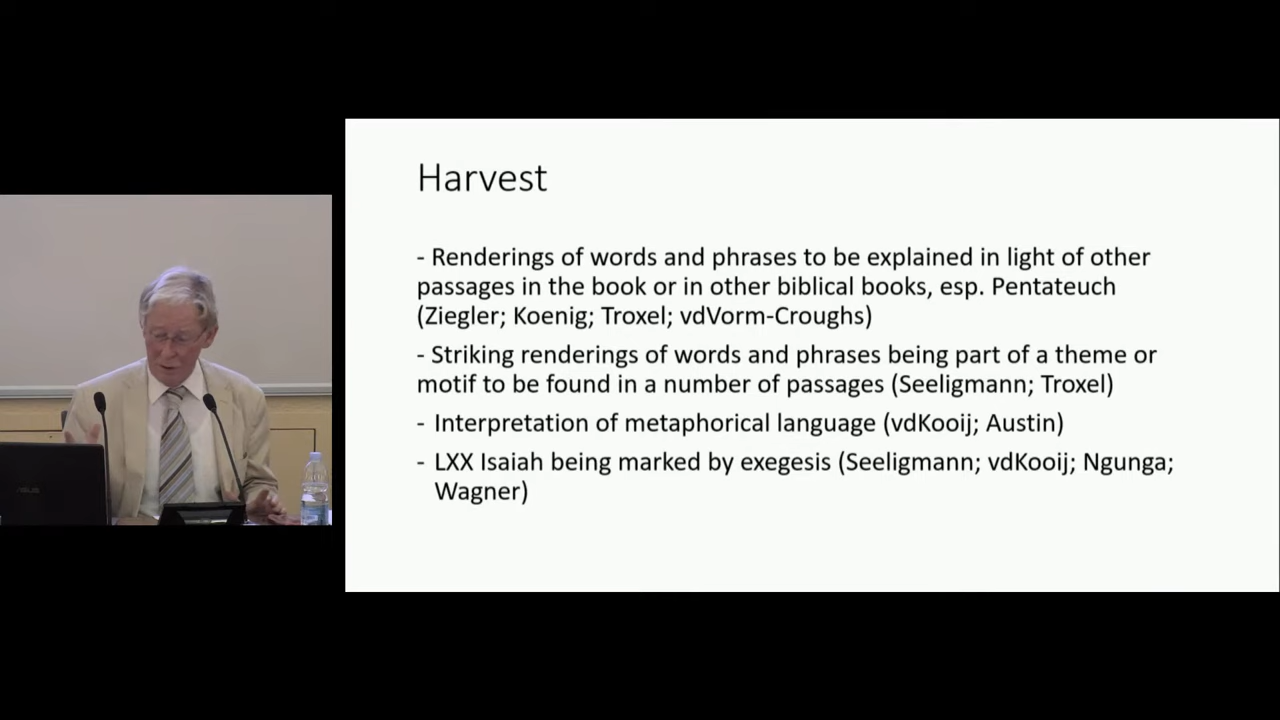 Harvest
- Renderings of words and phrases to be explained in light of other
passages in the book or in other biblical books, esp. Pentateuch
(Ziegler; Koenig; Troxel; vdVorm-Croughs)
- Striking renderings of words and phrases being part of a theme or
motif to be found in a number of passages (Seeligmann; Troxel)
- Interpretation of metaphorical language (vdKooij; Austin)
- LXX Isaiah being marked by exegesis (Seeligmann; vdKooij; Ngunga;
Wagner)